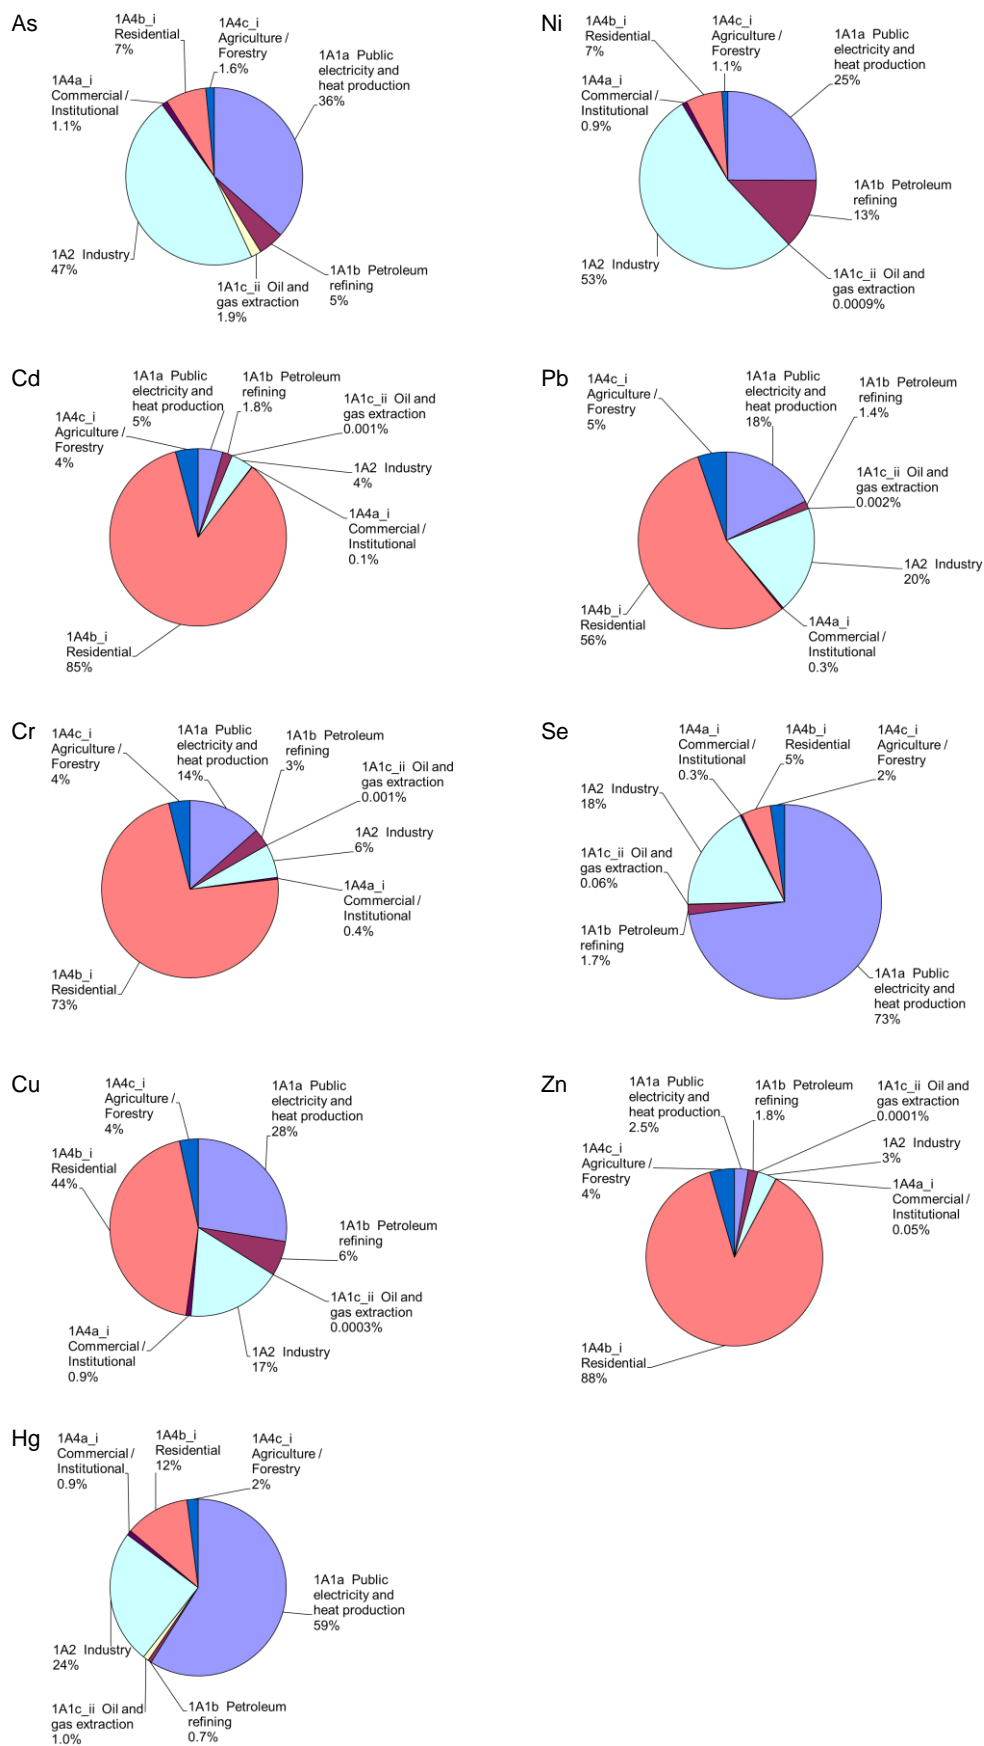 As
1A4b_i
Residential
7%
1A4c_i
Agriculture /
Forestry
1.6%
1A1a Public
electricity and
heat production
36%
1A4a_i
Commercial /
Institutional
1.1%
1A2 Industry
47%
1A1c_ii Oil and
gas extraction
1.9%
1A1b Petroleum
refining
5%
Ni
1A4b_i
Residential
7%
1A4c_i
Agriculture /
Forestry
1.1%
1A1a Public
electricity and
heat production
25%
1A4a_i
Commercial /
Institutional
0.9%
1A1b Petroleum
refining
13%
1A2 Industry
53%
1A1c_ii Oil and
gas extraction
0.0009%
Cd
1A4c_i
Agriculture /
Forestry
4%
1A1a Public
electricity and
heat production
5%
1A1b Petroleum
refining
1.8%
1A1c_ii Oil and
gas extraction
0.001%
1A2 Industry
4%
1A4a_i
Commercial /
Institutional
0.1%
1A4b_i
Residential
85%
Pb
1A4c_i
Agriculture /
Forestry
5%
1A1a Public
electricity and
heat production
18%
1A1b Petroleum
refining
1.4%
1A1c_ii Oil and
gas extraction
0.002%
1A2 Industry
20%
1A4b_i
Residential
56%
1A4a_i
Commercial /
Institutional
0.3%
Cr
1A4c_i
Agriculture /
Forestry
4%
1A1a Public
electricity and
heat production
14%
1A1b Petroleum
refining
3%
1A1c_ii Oil and
gas extraction
0.001%
1A2 Industry
6%
1A4a_i
Commercial /
Institutional
0.4%
1A4b_i
Residential
73%
Se
1A4a_i
Commercial /
Institutional
0.3%
1A4b_i
Residential
5%
1A4c_i
Agriculture /
Forestry
2%
1A2 Industry
18%
1A1c_ii Oil and
gas extraction
0.06%
1A1b Petroleum
refining
1.7%
1A1a Public
electricity and
heat production
73%
Cu
1A4c_i
Agriculture /
Forestry
4%
1A1a Public
electricity and
heat production
28%
1A4b_i
Residential
44%
1A1b Petroleum
refining
6%
1A1c_ii Oil and
gas extraction
0.0003%
1A4a_i
Commercial /
Institutional
0.9%
1A2 Industry
17%
Zn
1A1a Public
electricity and
heat production
2.5%
1A1b Petroleum
refining
1.8%
1A1c_ii Oil and
gas extraction
0.0001%
1A4c_i
Agriculture /
Forestry
4%
1A2 Industry
3%
1A4a_i
Commercial /
Institutional
0.05%
1A4b_i
Residential
88%
Hg
1A4a_i
Commercial /
Institutional
0.9%
1A4b_i
Residential
12%
1A4c_i
Agriculture /
Forestry
2%
1A1a Public
electricity and
heat production
59%
1A2 Industry
24%
1A1c_ii Oil and
gas extraction
1.0%
1A1b Petroleum
refining
0.7%